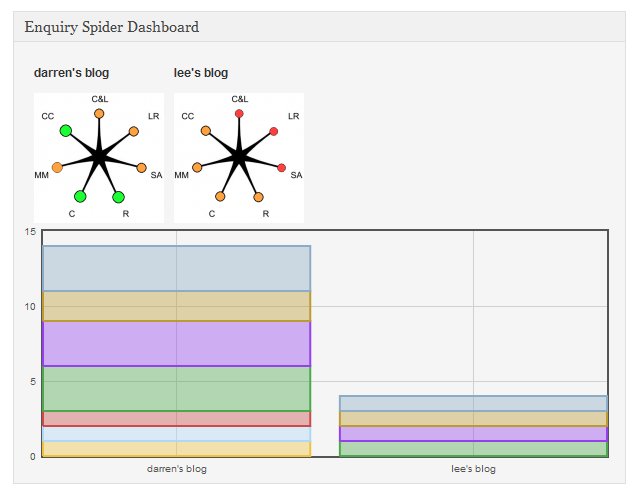 Enquiry Spider Dashboard
darren's blog lee's blog
C&L C&L
CC LR CC LR
MM SA MM SA
C R C R
15
10
5
0
darren's blog lee's blog